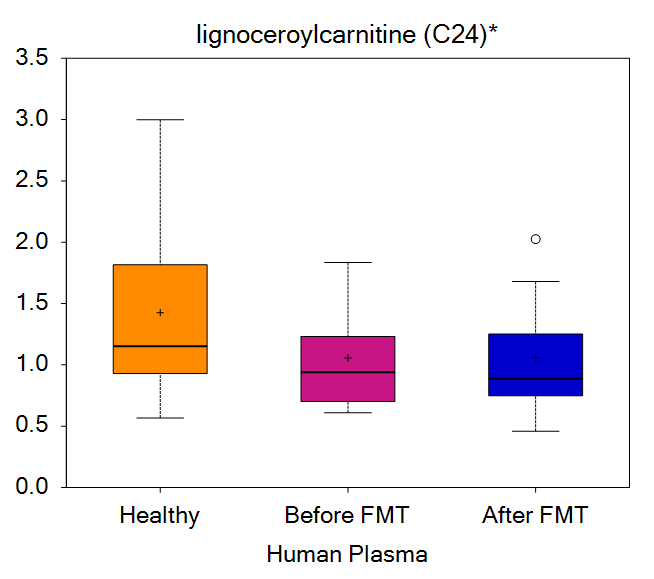 lignoceroylcarnitine (C24)*
3.5
3.0
2.5
2.0
1.5
1.0
0.5
0.0
Healthy Before FMT After FMT
Human Plasma